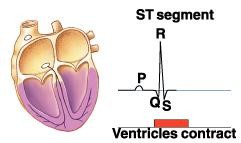 ST segment
R
P
Q S
Ventricles contract